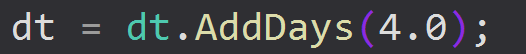 dt = dt.AddDays(4.0);